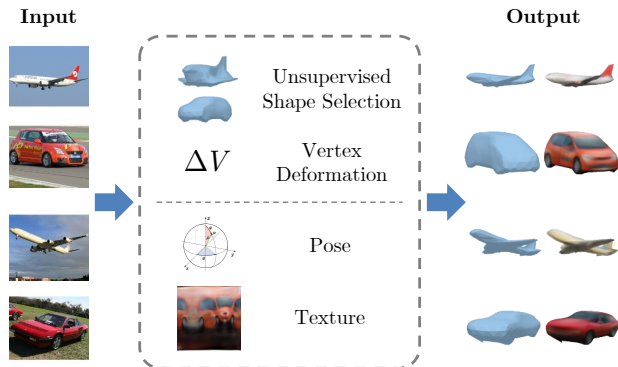 Input
Output
Unsupervised
Shape Selection
ΔV
Vertex
Deformation
Pose
Texture